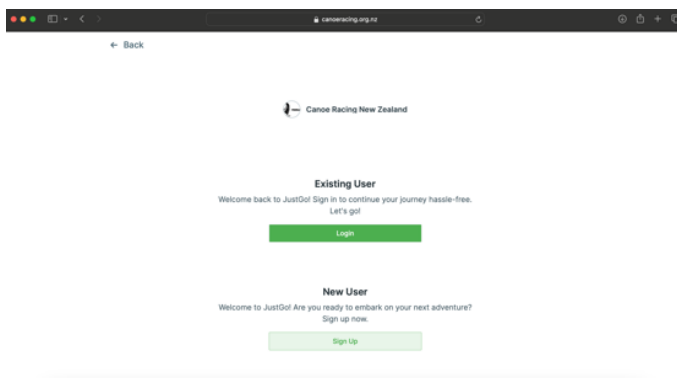 canoeracing.org.nz
← Back
Canoe Racing New Zealand
Existing User
Welcome back to JustGo! Sign in to continue your journey hassle-free.
Let's go!
Login
New User
Welcome to JustGo! Are you ready to embark on your next adventure?
Sign up now.
Sign Up